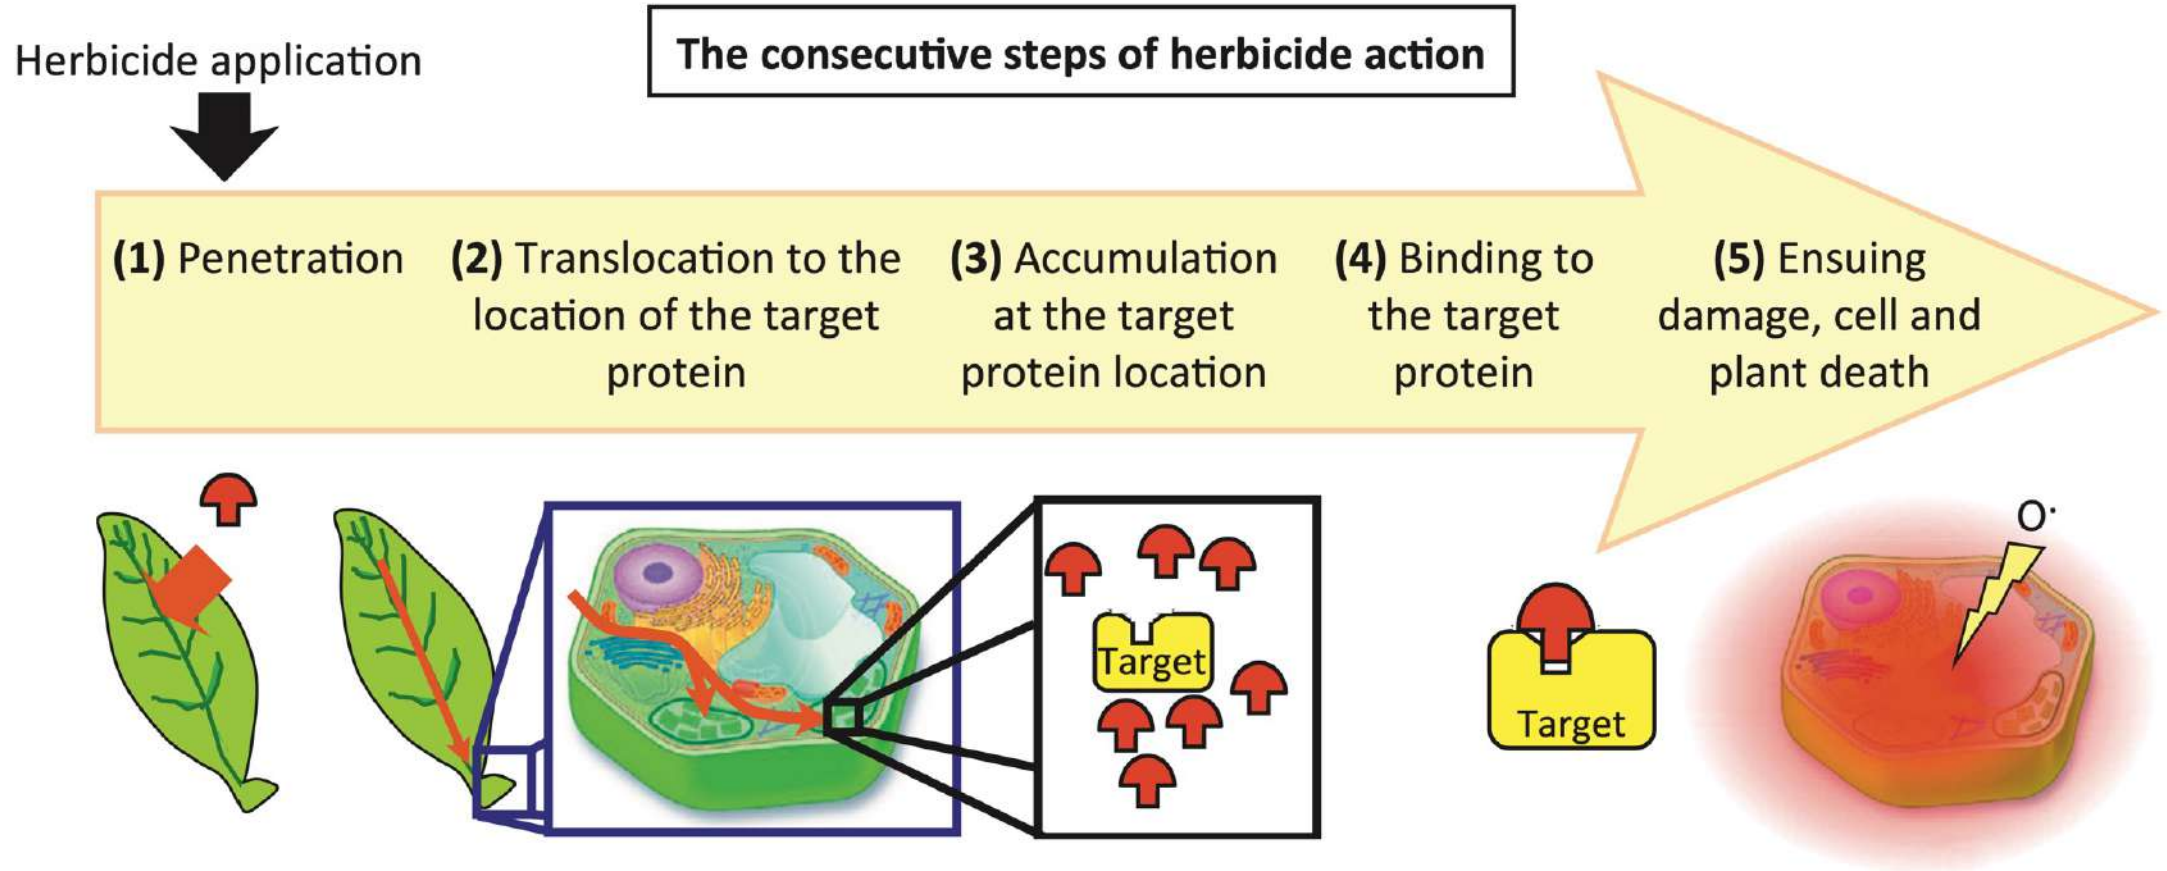 The consecutive steps of herbicide action
Herbicide application
(1) Penetration
(2) Translocation to the
location of the target
protein
(3) Accumulation
at the target
protein location
(4) Binding to
the target
protein
(5) Ensuing
damage, cell and
plant death
Target
Target
O·